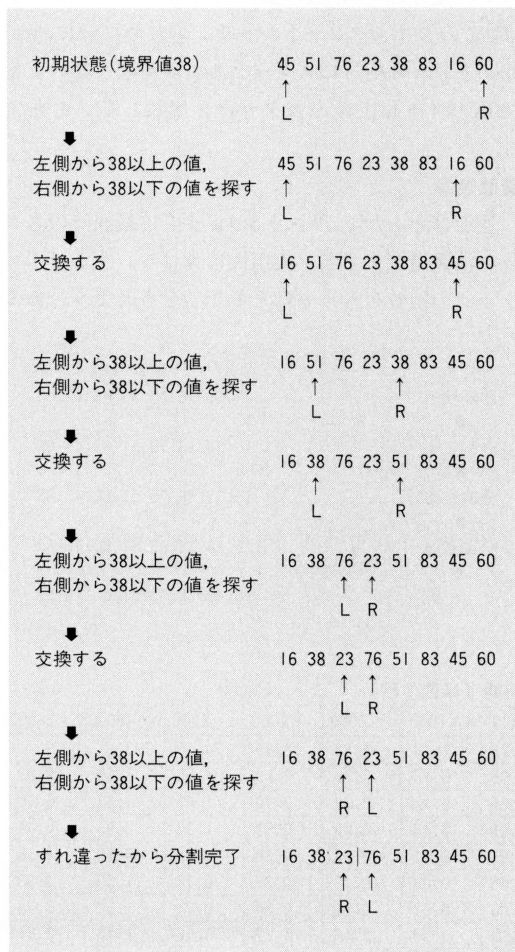 初期状態(境界値38) 45 51 76 23 38 83 16 60
↑ ↑
L R
⬇
左側から38以上の値, 45 51 76 23 38 83 16 60
右側から38以下の値を探す ↑ ↑
L R
⬇
交換する 16 51 76 23 38 83 45 60
↑ ↑
L R
⬇
左側から38以上の値, 16 51 76 23 38 83 45 60
右側から38以下の値を探す ↑ ↑
L R
⬇
交換する 16 38 76 23 51 83 45 60
↑ ↑
L R
⬇
左側から38以上の値, 16 38 76 23 51 83 45 60
右側から38以下の値を探す ↑ ↑
L R
⬇
交換する 16 38 23 76 51 83 45 60
↑ ↑
L R
⬇
左側から38以上の値, 16 38 76 23 51 83 45 60
右側から38以下の値を探す ↑ ↑
R L
⬇
すれ違ったから分割完了 16 38 23|76 51 83 45 60
↑ ↑
R L